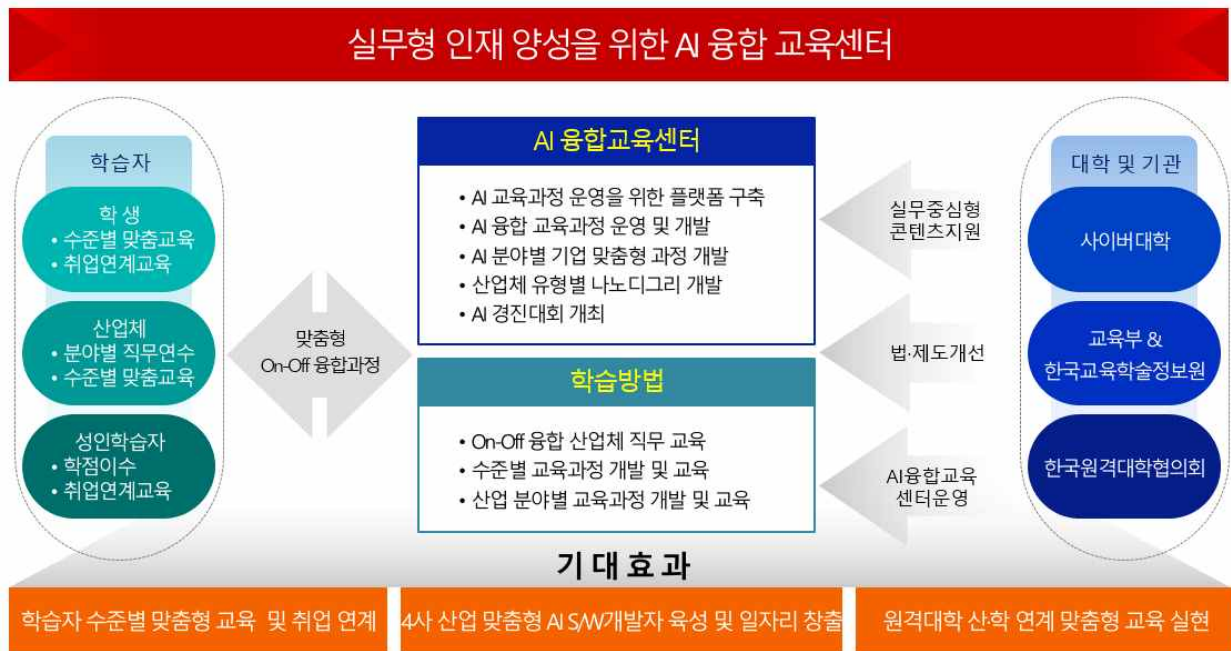 실무형 인재 양성을 위한 AI 융합 교육센터
학습자
학 생
• 수준별 맞춤교육
• 취업연계교육
산업체
• 분야별 직무연수
• 수준별 맞춤교육
성인학습자
• 학점이수
• 취업연계교육
맞춤형
On-Off 융합과정
AI 융합교육센터
• AI 교육과정 운영을 위한 플랫폼 구축
• AI 융합 교육과정 운영 및 개발
• AI 분야별 기업 맞춤형 과정 개발
• 산업체 유형별 나노디그리 개발
• AI 경진대회 개최
학습방법
• On-Off 융합 산업체 직무 교육
• 수준별 교육과정 개발 및 교육
• 산업 분야별 교육과정 개발 및 교육
실무중심형
콘텐츠지원
법·제도개선
AI융합교육
센터운영
대학 및 기관
사이버대학
교육부 &
한국교육학술정보원
한국원격대학협의회
기 대 효 과
학습자 수준별 맞춤형 교육 및 취업 연계
4사 산업 맞춤형 AI S/W개발자 육성 및 일자리 창출
원격대학 산·학 연계 맞춤형 교육 실현